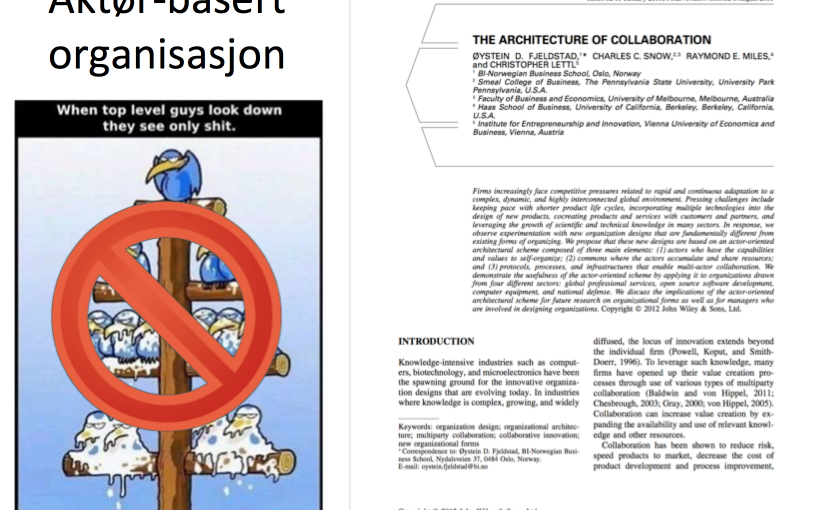 Aktør-basert
organisasjon
When top level guys look down
they see only shit.
THE ARCHITECTURE OF COLLABORATION
ØYSTEIN D. FJELDSTAD,¹* CHARLES C. SNOW,²,³ RAYMOND E. MILES,⁴
and CHRISTOPHER LETTL⁵
¹ BI-Norwegian Business School, Oslo, Norway
² Smeal College of Business, The Pennsylvania State University, University Park
Pennsylvania, U.S.A.
³ Faculty of Business and Economics, University of Melbourne, Melbourne, Australia
⁴ Haas School of Business, University of California, Berkeley, Berkeley, California,
U.S.A.
⁵ Institute for Entrepreneurship and Innovation, Vienna University of Economics and
Business, Vienna, Austria
Firms increasingly face competitive pressures related to rapid and continuous adaptation to a
complex, dynamic, and highly interconnected global environment. Pressing challenges include
keeping pace with shorter product life cycles, incorporating multiple technologies into the
design of new products, cocreating products and services with customers and partners, and
leveraging the growth of scientific and technical knowledge in many sectors. In response, we
observe experimentation with new organization designs that are fundamentally different from
existing forms of organizing. We propose that these new designs are based on an actor-oriented
architectural scheme composed of three main elements: (1) actors who have the capabilities
and values to self-organize; (2) commons where the actors accumulate and share resources;
and (3) protocols, processes, and infrastructures that enable multi-actor collaboration. We
demonstrate the usefulness of the actor-oriented scheme by applying it to organizations drawn
from four different sectors: global professional services, open source software development,
computer equipment, and national defense. We discuss the implications of the actor-oriented
architectural scheme for future research on organizational forms as well as for managers who
are involved in designing organizations. Copyright © 2012 John Wiley & Sons, Ltd.
INTRODUCTION
Knowledge-intensive industries such as comput-
ers, biotechnology, and microelectronics have been
the spawning ground for the innovative organiza-
tion designs that are evolving today. In industries
where knowledge is complex, growing, and widely
Keywords: organization design; organizational architec-
ture; multiparty collaboration; collaborative innovation;
new organizational forms
* Correspondence to: Øystein D. Fjeldstad, BI-Norwegian Busi-
ness School, Nydalsveien 37, 0484 Oslo, Norway.
E-mail: oystein.fjeldstad@bi.no
diffused, the locus of innovation extends beyond
the individual firm (Powell, Koput, and Smith-
Doerr, 1996). To leverage such knowledge, many
firms have opened up their value creation pro-
cesses through use of various types of multiparty
collaboration (Baldwin and von Hippel, 2011;
Chesbrough, 2003; Gray, 2000; von Hippel, 2005).
Collaboration can increase value creation by ex-
panding the availability and use of relevant knowl-
edge and other resources.
Collaboration has been shown to reduce risk,
speed products to market, decrease the cost of
product development and process improvement,